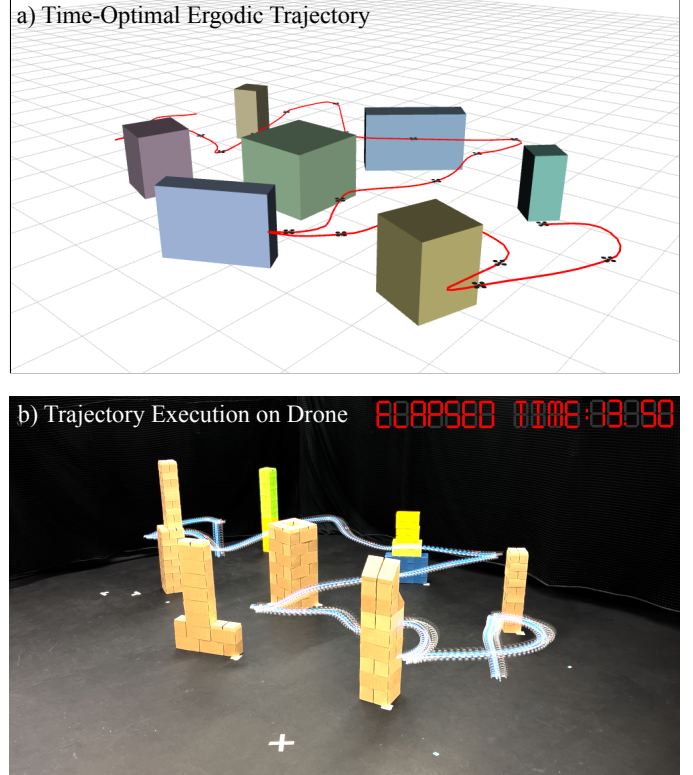 a) Time-Optimal Ergodic Trajectory
b) Trajectory Execution on Drone
ELAPSED TIME:13.50